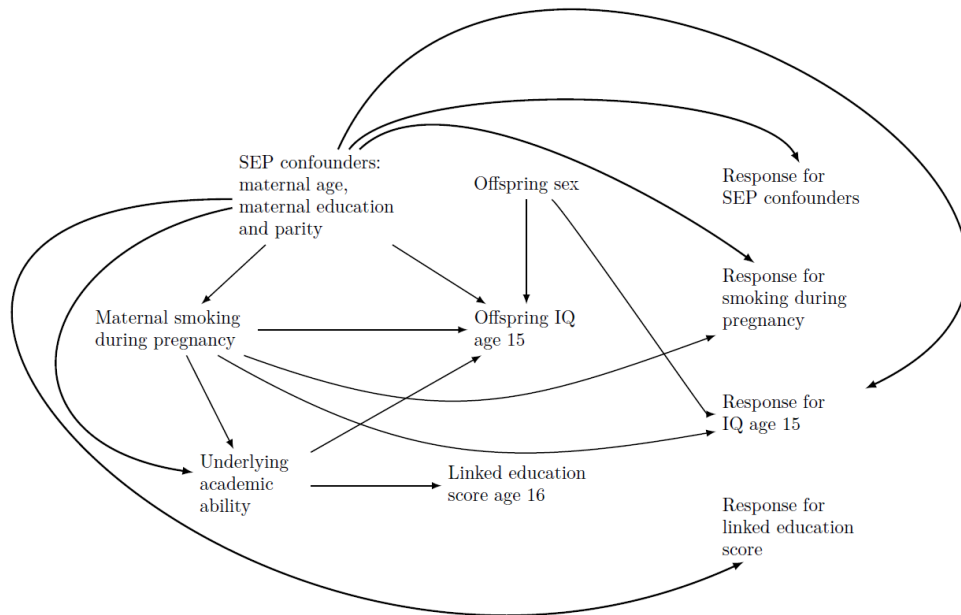 SEP confounders:
maternal age,
maternal education
and parity
Offspring sex
Response for
SEP confounders
Maternal smoking
during pregnancy
Offspring IQ
age 15
Response for
smoking during
pregnancy
Response for
IQ age 15
Underlying
academic
ability
Linked education
score age 16
Response for
linked education
score